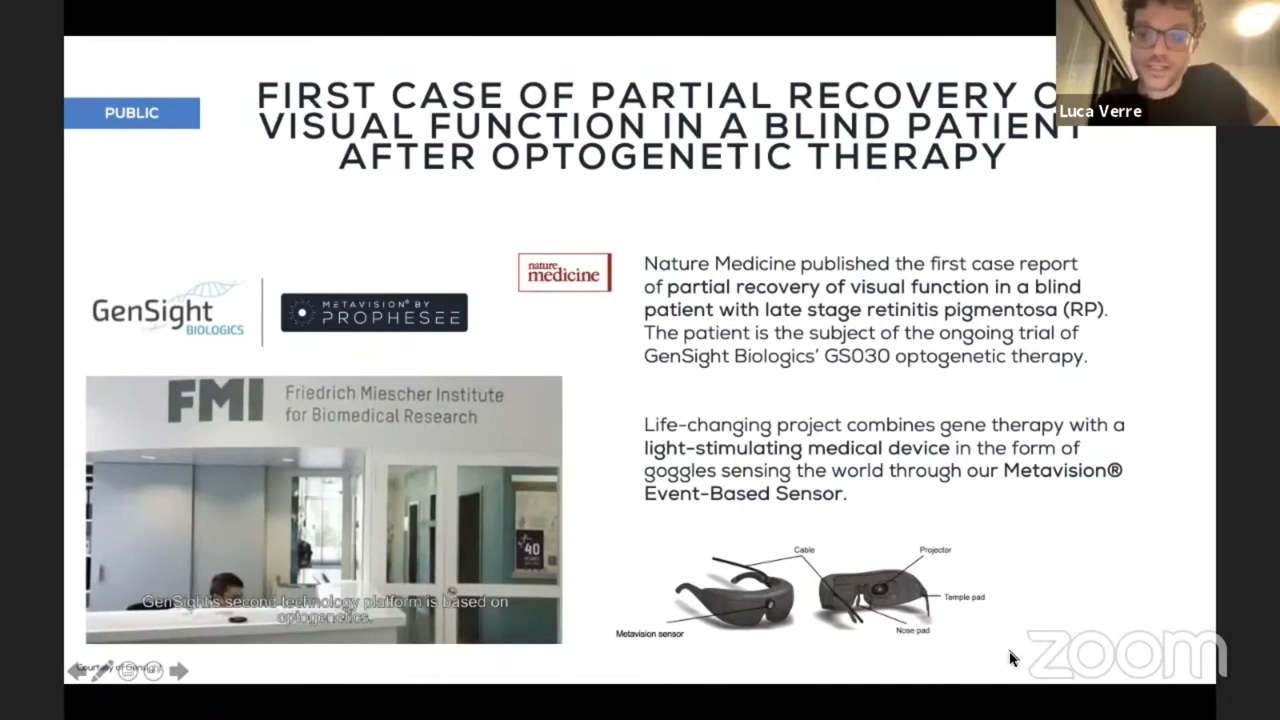 PUBLIC
FIRST CASE OF PARTIAL RECOVERY O
VISUAL FUNCTION IN A BLIND PATIENT
AFTER OPTOGENETIC THERAPY
Luca Verre
GenSight
BIOLOGICS
METAVISION® BY
PROPHESEE
nature
medicine
Nature Medicine published the first case report
of partial recovery of visual function in a blind
patient with late stage retinitis pigmentosa (RP).
The patient is the subject of the ongoing trial of
GenSight Biologics' GS030 optogenetic therapy.
FMI
Friedrich Miescher Institute
for Biomedical Research
40
GenSight's second technology platform is based on
optogenetics.
Life-changing project combines gene therapy with a
light-stimulating medical device in the form of
goggles sensing the world through our Metavision®
Event-Based Sensor.
Cable
Projector
Temple pad
Nose pad
Metavision sensor
Courtesy of Gensight
zoom